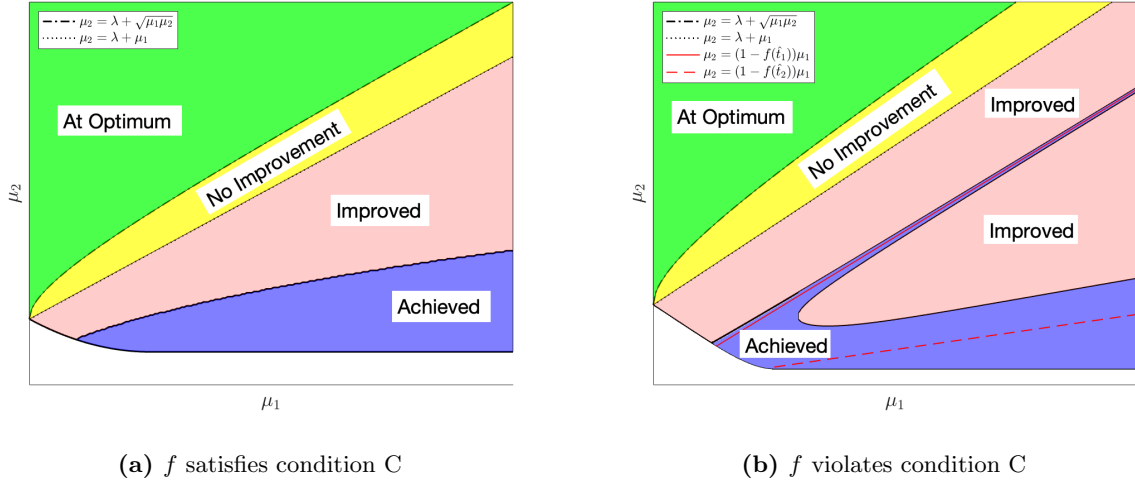 μ₂ = λ + √μ₁μ₂
μ₂ = λ + μ₁
At Optimum
No Improvement
Improved
Achieved
μ₂
μ₁
(a) f satisfies condition C
μ₂ = λ + √μ₁μ₂
μ₂ = λ + μ₁
μ₂ = (1 − f(t̂₁))μ₁
μ₂ = (1 − f(t̂₂))μ₁
At Optimum
No Improvement
Improved
Improved
Achieved
μ₂
μ₁
(b) f violates condition C